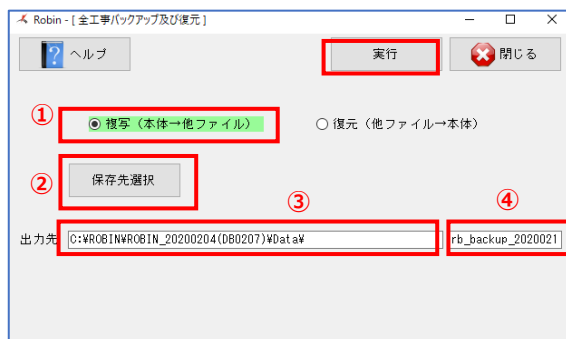 Robin - [ 全工事バックアップ及び復元 ]
ヘルプ 実行 閉じる
① 複写（本体→他ファイル） 復元（他ファイル→本体）
② 保存先選択
③ ④
出力先 C:¥ROBIN¥ROBIN_20200204(DB0207)¥Data¥ rb_backup_2020021